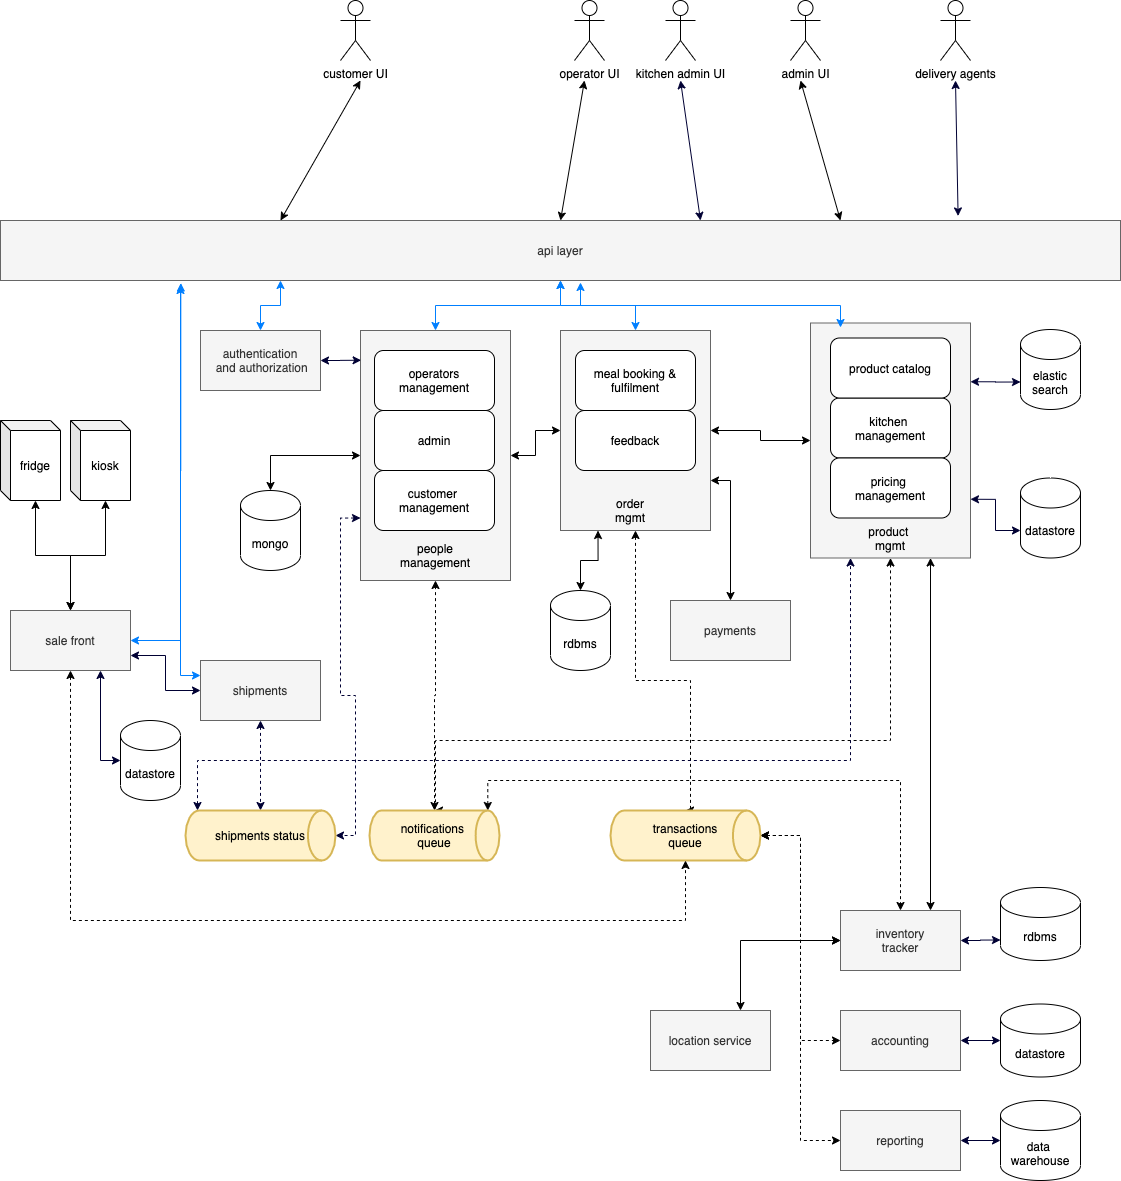 customer UI
operator UI
kitchen admin UI
admin UI
delivery agents
api layer
authentication
and authorization
operators
management
admin
customer
management
people
management
meal booking &
fulfilment
feedback
order
mgmt
product catalog
kitchen
management
pricing
management
product
mgmt
elastic
search
datastore
fridge
kiosk
mongo
rdbms
payments
sale front
shipments
datastore
shipments status
notifications
queue
transactions
queue
inventory
tracker
rdbms
location service
accounting
datastore
reporting
data
warehouse